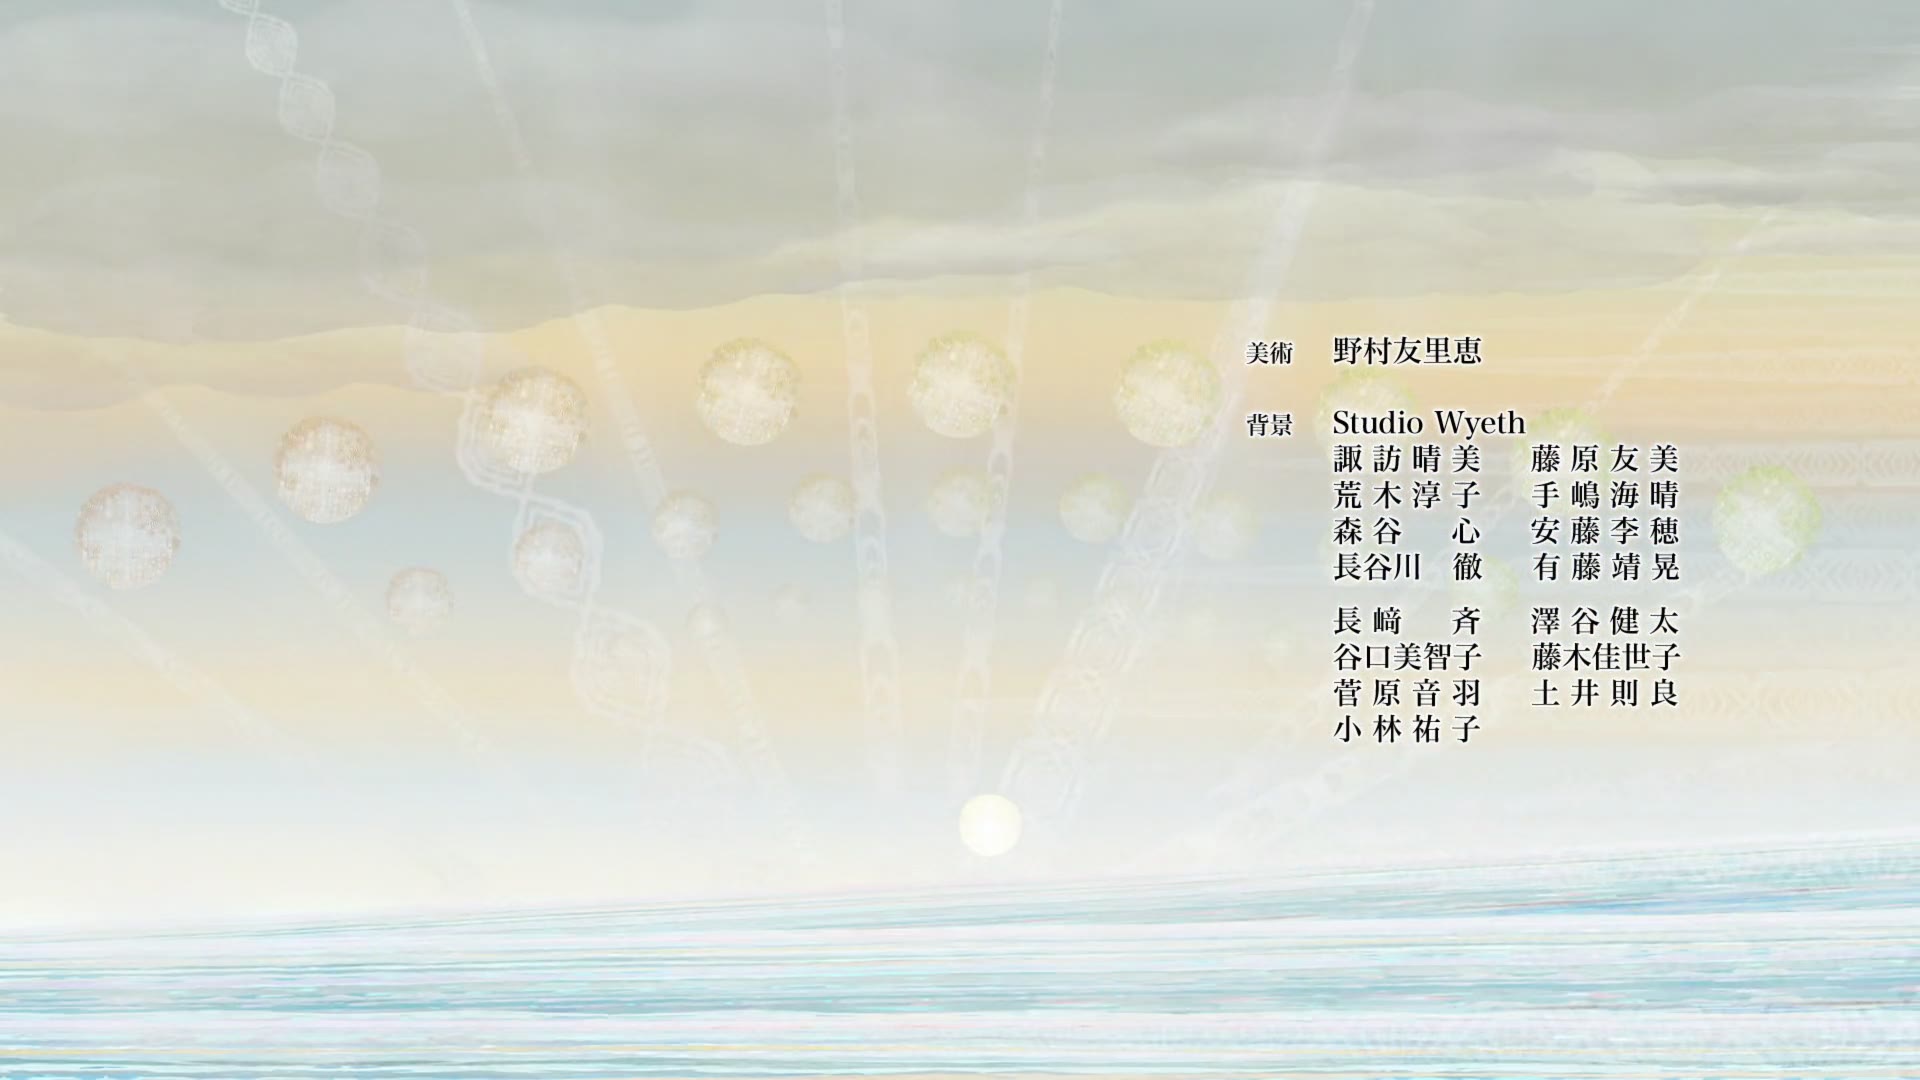 美術 野村友里恵
背景 Studio Wyeth
諏訪晴美 藤原友美
荒木淳子 手嶋海晴
森谷 心 安藤李穂
長谷川 徹 有藤靖晃
長﨑 斉 澤谷健太
谷口美智子 藤木佳世子
菅原音羽 土井則良
小林祐子